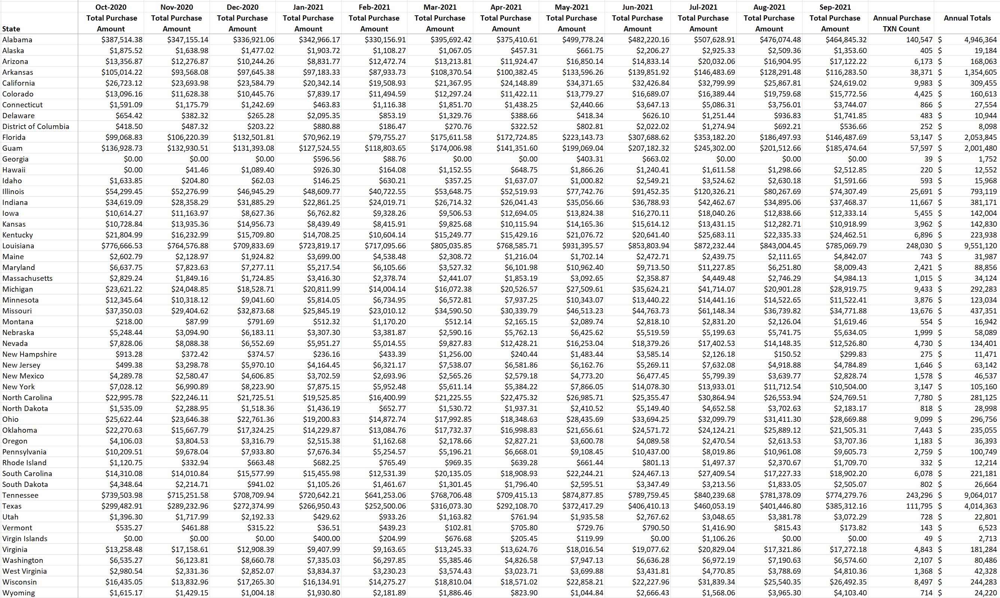 Oct-2020 Nov-2020 Dec-2020 Jan-2021 Feb-2021 Mar-2021 Apr-2021 May-2021 Jun-2021 Jul-2021 Aug-2021 Sep-2021
Total Purchase Total Purchase Total Purchase Total Purchase Total Purchase Total Purchase Total Purchase Total Purchase Total Purchase Total Purchase Total Purchase Total Purchase Annual Purchase Annual Totals
State Amount Amount Amount Amount Amount Amount Amount Amount Amount Amount Amount Amount TXN Count
Alabama $387,514.38 $347,155.14 $336,921.06 $342,966.17 $330,156.91 $395,692.42 $375,410.61 $499,778.24 $482,220.16 $507,628.91 $476,074.48 $464,845.32 140,547 $ 4,946,364
Alaska $1,875.52 $1,638.98 $1,477.02 $1,903.72 $1,108.27 $1,067.05 $457.31 $661.75 $2,206.27 $2,925.33 $2,509.36 $1,353.60 405 $ 19,184
Arizona $13,356.87 $12,276.87 $10,244.26 $8,831.77 $12,472.74 $13,213.81 $11,924.47 $16,850.14 $14,833.14 $20,032.06 $16,904.95 $17,122.22 6,173 $ 168,063
Arkansas $105,014.22 $93,568.08 $97,645.38 $97,183.33 $87,933.73 $108,370.54 $100,382.45 $133,596.26 $139,851.92 $146,483.69 $128,291.48 $116,283.50 38,371 $ 1,354,605
California $26,723.12 $23,693.98 $23,584.79 $20,342.14 $19,508.93 $21,367.95 $24,148.89 $34,371.65 $32,426.84 $32,799.99 $25,867.81 $24,619.02 9,983 $ 309,455
Colorado $13,096.16 $11,628.38 $10,445.76 $7,839.17 $11,494.59 $12,297.24 $11,422.11 $13,779.27 $16,689.07 $16,389.44 $19,759.68 $15,772.56 4,425 $ 160,613
Connecticut $1,591.09 $1,175.79 $1,242.69 $463.83 $1,116.38 $1,851.70 $1,438.25 $2,440.66 $3,647.13 $5,086.31 $3,756.01 $3,744.07 866 $ 27,554
Delaware $654.42 $382.32 $265.28 $2,095.35 $853.19 $1,329.76 $388.66 $418.34 $626.10 $1,251.44 $936.83 $1,741.85 483 $ 10,944
District of Columbia $418.50 $487.32 $203.22 $880.88 $186.47 $270.76 $322.52 $802.81 $2,022.02 $1,274.94 $692.21 $536.66 252 $ 8,098
Florida $99,068.83 $106,220.39 $132,501.81 $70,962.19 $79,755.27 $175,611.58 $172,724.85 $223,143.73 $307,688.62 $353,182.20 $186,497.93 $146,487.69 53,147 $ 2,053,845
Guam $136,928.73 $132,930.51 $131,393.08 $127,524.55 $118,803.65 $174,006.98 $141,351.60 $199,069.04 $207,182.32 $245,302.00 $201,512.66 $185,474.64 57,597 $ 2,001,480
Georgia $0.00 $0.00 $0.00 $596.56 $88.76 $0.00 $0.00 $403.31 $663.02 $0.00 $0.00 $0.00 39 $ 1,752
Hawaii $0.00 $41.46 $1,089.40 $926.30 $164.08 $1,152.55 $648.75 $1,866.26 $1,240.41 $1,611.58 $1,298.66 $2,512.85 220 $ 12,552
Idaho $1,633.85 $204.80 $62.03 $146.25 $630.21 $357.25 $1,637.07 $1,000.82 $2,549.21 $3,524.62 $2,630.18 $1,591.66 593 $ 15,968
Illinois $54,299.45 $52,276.99 $46,945.29 $48,609.77 $40,722.55 $53,648.75 $52,519.93 $77,742.76 $91,452.35 $120,326.21 $80,267.69 $74,307.49 25,691 $ 793,119
Indiana $34,619.09 $28,358.29 $31,885.29 $22,861.25 $24,019.71 $26,714.32 $26,041.43 $35,056.66 $36,788.93 $42,462.67 $34,895.06 $37,468.37 11,667 $ 381,171
Iowa $10,614.27 $11,163.97 $8,627.36 $6,762.82 $9,328.26 $9,506.53 $12,694.05 $13,824.38 $16,270.11 $18,040.26 $12,838.66 $12,333.14 5,455 $ 142,004
Kansas $10,728.84 $13,935.36 $14,956.73 $8,439.49 $8,415.91 $9,825.68 $10,115.94 $14,165.36 $15,614.12 $13,431.15 $12,282.71 $10,918.99 3,962 $ 142,830
Kentucky $21,804.99 $16,232.99 $15,709.80 $14,708.25 $10,604.14 $15,249.77 $15,429.16 $21,076.72 $20,641.40 $25,683.11 $22,335.33 $24,462.51 6,896 $ 223,938
Louisiana $776,666.53 $764,576.88 $709,833.69 $723,819.17 $717,095.66 $805,035.85 $768,585.71 $931,395.57 $853,803.94 $872,232.44 $843,004.45 $785,069.79 248,030 $ 9,551,120
Maine $2,602.79 $2,128.97 $1,924.82 $3,699.00 $4,538.48 $2,308.72 $1,216.04 $1,702.14 $2,472.71 $2,439.75 $2,111.65 $4,842.07 743 $ 31,987
Maryland $6,637.75 $7,823.63 $7,277.11 $5,217.54 $6,105.66 $3,527.32 $6,101.98 $10,962.40 $9,713.50 $11,227.85 $6,251.80 $8,009.43 2,421 $ 88,856
Massachusetts $2,829.24 $1,849.16 $1,724.85 $3,416.30 $2,378.74 $2,441.07 $1,853.19 $3,092.65 $2,358.87 $4,449.48 $2,746.29 $4,984.13 1,015 $ 34,124
Michigan $23,621.22 $24,048.85 $18,528.71 $20,811.99 $14,004.14 $16,072.38 $20,526.57 $27,509.61 $35,624.21 $41,714.07 $20,901.28 $28,919.75 9,433 $ 292,283
Minnesota $12,345.64 $10,318.12 $9,041.60 $5,814.05 $6,734.95 $6,572.81 $7,937.25 $10,343.07 $13,440.22 $14,441.16 $14,522.65 $11,522.41 3,876 $ 123,034
Missouri $37,350.03 $29,404.62 $32,873.68 $25,845.19 $23,010.12 $34,590.50 $30,339.79 $46,513.23 $44,763.73 $61,148.34 $36,739.82 $34,771.88 13,676 $ 437,351
Montana $218.00 $87.99 $791.69 $512.32 $1,170.20 $512.14 $2,165.15 $2,089.74 $2,818.10 $2,831.20 $2,126.04 $1,619.46 554 $ 16,942
Nebraska $5,248.44 $3,094.90 $6,183.11 $3,307.30 $3,381.87 $2,590.16 $5,762.13 $6,425.62 $5,519.59 $5,199.63 $5,741.75 $5,634.05 1,999 $ 58,089
Nevada $7,828.06 $8,088.38 $6,552.69 $5,951.27 $5,014.55 $9,827.83 $12,428.21 $16,253.04 $18,379.26 $17,402.53 $14,148.35 $12,526.80 4,730 $ 134,401
New Hampshire $913.28 $372.42 $374.57 $236.16 $433.39 $1,256.00 $240.44 $1,483.44 $3,585.14 $2,126.18 $150.52 $299.83 275 $ 11,471
New Jersey $499.38 $3,298.78 $5,970.10 $4,164.45 $6,321.17 $7,538.07 $6,581.86 $6,162.76 $5,269.11 $7,632.08 $4,918.88 $4,784.89 1,646 $ 63,142
New Mexico $4,289.78 $2,580.47 $4,606.85 $3,702.59 $2,693.96 $2,565.26 $2,579.18 $4,773.20 $6,477.45 $5,799.39 $3,639.77 $2,828.74 1,578 $ 46,537
New York $7,028.12 $6,990.89 $8,223.90 $7,875.15 $5,952.48 $5,611.14 $5,384.22 $7,866.05 $14,078.30 $13,933.01 $11,712.54 $10,504.00 3,147 $ 105,160
North Carolina $22,995.78 $22,246.11 $21,725.51 $19,525.85 $16,400.99 $21,225.55 $22,475.32 $26,985.71 $25,355.47 $30,864.94 $26,553.94 $24,769.51 7,780 $ 281,125
North Dakota $1,535.09 $2,288.95 $1,518.36 $1,436.19 $652.77 $1,530.72 $1,937.31 $2,410.52 $5,149.40 $4,652.58 $3,702.63 $2,183.17 818 $ 28,998
Ohio $25,622.44 $23,646.38 $22,761.36 $19,200.83 $14,872.74 $17,992.85 $18,348.63 $28,435.69 $33,694.25 $32,099.79 $31,411.30 $28,669.88 9,099 $ 296,756
Oklahoma $22,270.63 $15,667.79 $17,324.25 $14,229.87 $13,084.76 $17,732.37 $16,998.83 $21,656.61 $24,571.72 $24,124.21 $25,889.12 $21,505.31 7,443 $ 235,055
Oregon $4,106.03 $3,804.53 $3,316.79 $2,515.38 $1,162.68 $2,178.66 $2,827.21 $3,600.78 $4,089.58 $2,470.54 $2,613.53 $3,707.36 1,183 $ 36,393
Pennsylvania $10,209.51 $9,678.04 $7,933.80 $7,676.34 $5,254.57 $5,196.21 $6,668.01 $9,108.45 $10,437.00 $8,019.86 $10,961.08 $9,605.73 2,759 $ 100,749
Rhode Island $1,120.75 $332.94 $663.48 $682.25 $765.49 $969.35 $639.28 $661.44 $801.13 $1,497.37 $2,370.67 $1,709.70 332 $ 12,214
South Carolina $14,310.08 $14,010.84 $15,577.99 $15,455.98 $12,531.39 $20,135.05 $18,908.93 $22,244.21 $24,467.13 $27,409.54 $17,227.33 $18,902.20 6,078 $ 221,181
South Dakota $4,348.64 $2,214.71 $941.02 $1,105.26 $1,461.67 $1,301.45 $1,796.40 $2,595.51 $3,347.49 $3,213.56 $1,833.05 $2,505.07 802 $ 26,664
Tennessee $739,503.98 $715,251.58 $708,709.94 $720,642.21 $641,253.06 $768,706.48 $709,415.13 $874,877.85 $789,759.45 $840,239.68 $781,378.09 $774,279.76 243,296 $ 9,064,017
Texas $299,482.91 $289,232.96 $272,374.99 $266,950.43 $252,500.06 $316,073.30 $292,108.70 $372,417.29 $406,410.13 $460,053.19 $401,446.80 $385,312.16 111,795 $ 4,014,363
Utah $1,396.30 $1,717.99 $2,192.33 $429.62 $933.26 $1,163.82 $761.94 $1,935.58 $2,767.62 $3,048.65 $3,381.78 $3,072.29 728 $ 22,801
Vermont $535.27 $461.88 $315.22 $36.51 $439.23 $102.81 $705.80 $729.76 $790.50 $1,416.90 $815.43 $173.82 143 $ 6,523
Virgin Islands $0.00 $0.00 $0.00 $400.00 $204.99 $676.68 $205.45 $119.99 $0.00 $1,106.26 $0.00 $0.00 49 $ 2,713
Virginia $13,258.48 $17,158.61 $12,908.39 $9,407.99 $9,163.65 $13,245.33 $13,624.76 $18,016.54 $19,077.62 $20,829.04 $17,321.86 $17,272.18 4,843 $ 181,284
Washington $6,535.27 $6,123.81 $8,660.78 $7,335.03 $6,297.85 $5,385.46 $4,826.58 $7,947.13 $6,636.28 $6,972.19 $7,190.63 $6,574.60 2,107 $ 80,486
West Virginia $2,980.54 $2,331.36 $2,852.07 $3,834.37 $3,230.23 $3,574.43 $3,023.71 $3,699.88 $3,431.81 $4,770.85 $3,788.69 $4,810.36 1,368 $ 42,328
Wisconsin $16,435.05 $13,832.96 $17,265.30 $16,134.91 $14,275.27 $18,810.04 $18,571.02 $22,858.21 $22,227.96 $31,839.34 $25,540.35 $26,492.35 8,497 $ 244,283
Wyoming $1,615.17 $1,429.15 $1,004.18 $1,930.80 $2,181.89 $1,886.46 $823.90 $1,044.84 $2,666.43 $1,568.06 $3,965.30 $4,103.40 714 $ 24,220